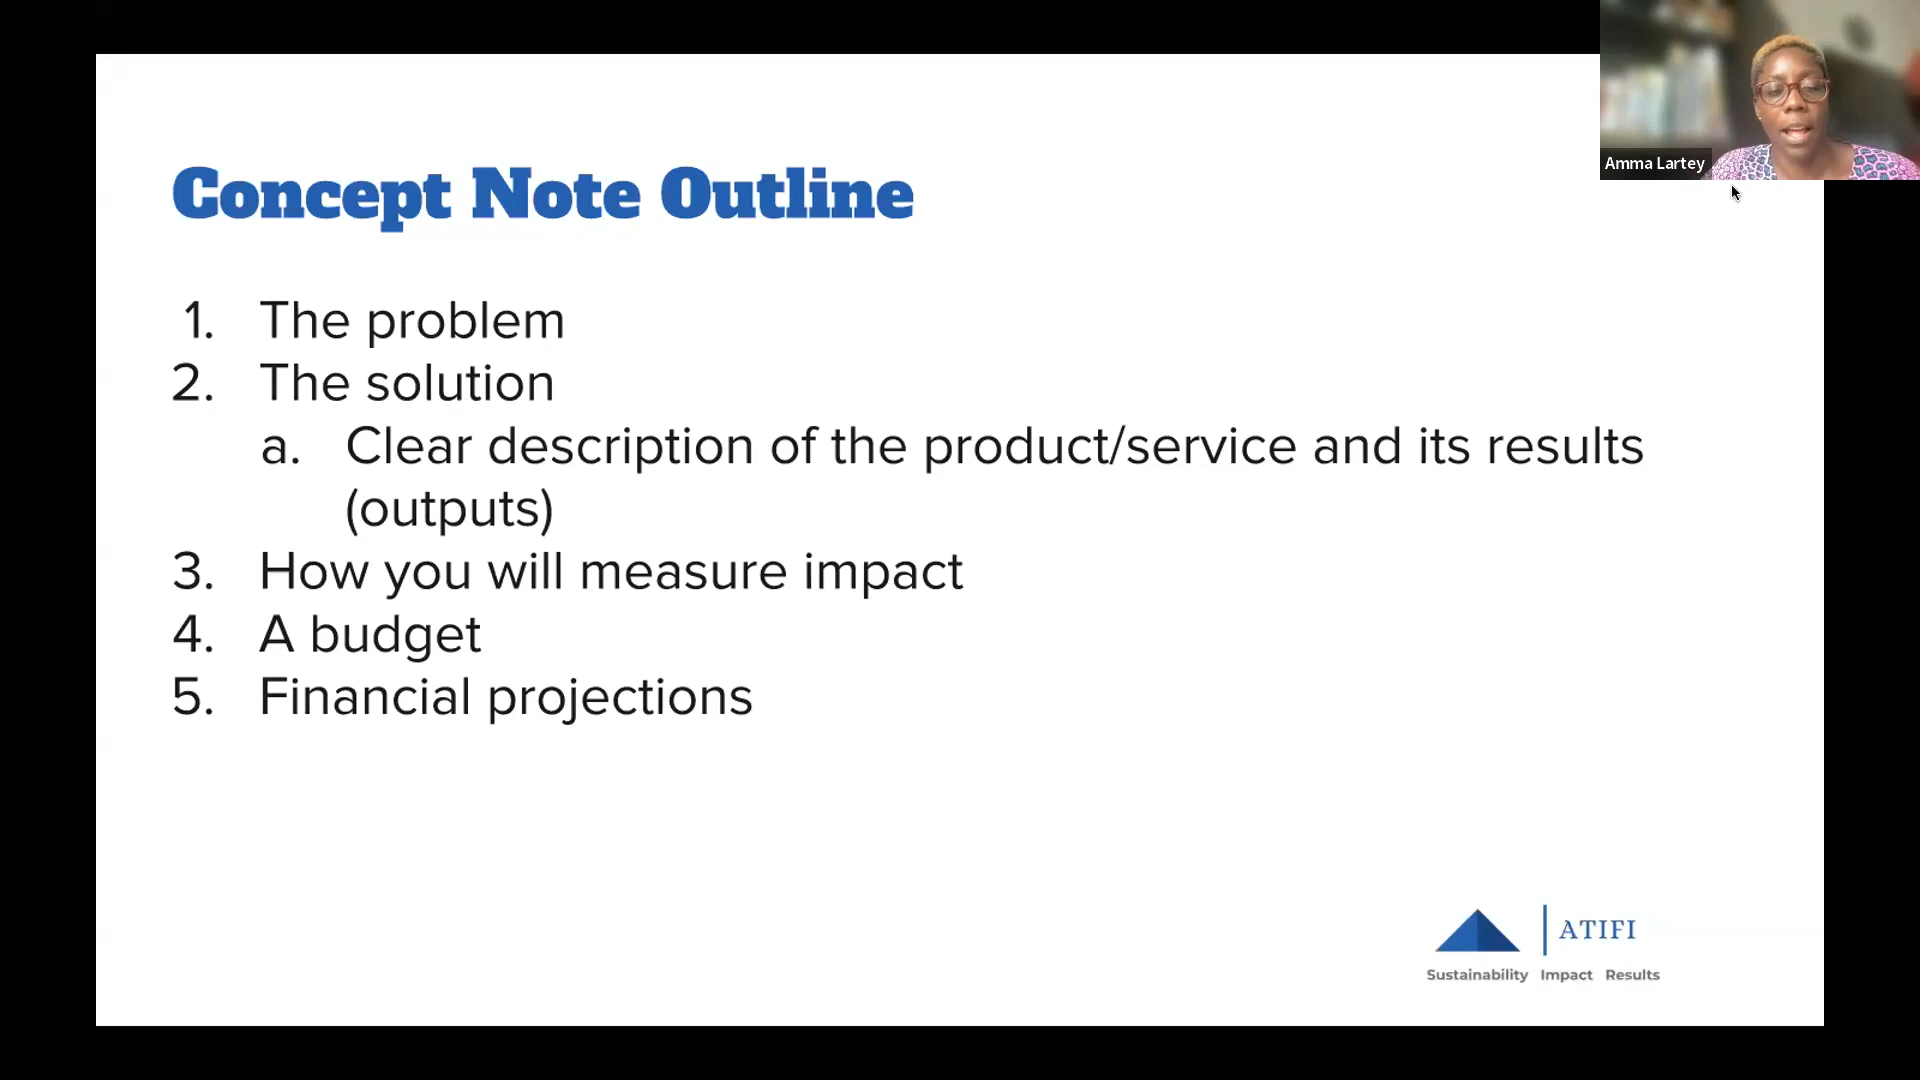 Amma Lartey
Concept Note Outline
1. The problem
2. The solution
a. Clear description of the product/service and its results
(outputs)
3. How you will measure impact
4. A budget
5. Financial projections
ATIFI
Sustainability Impact Results